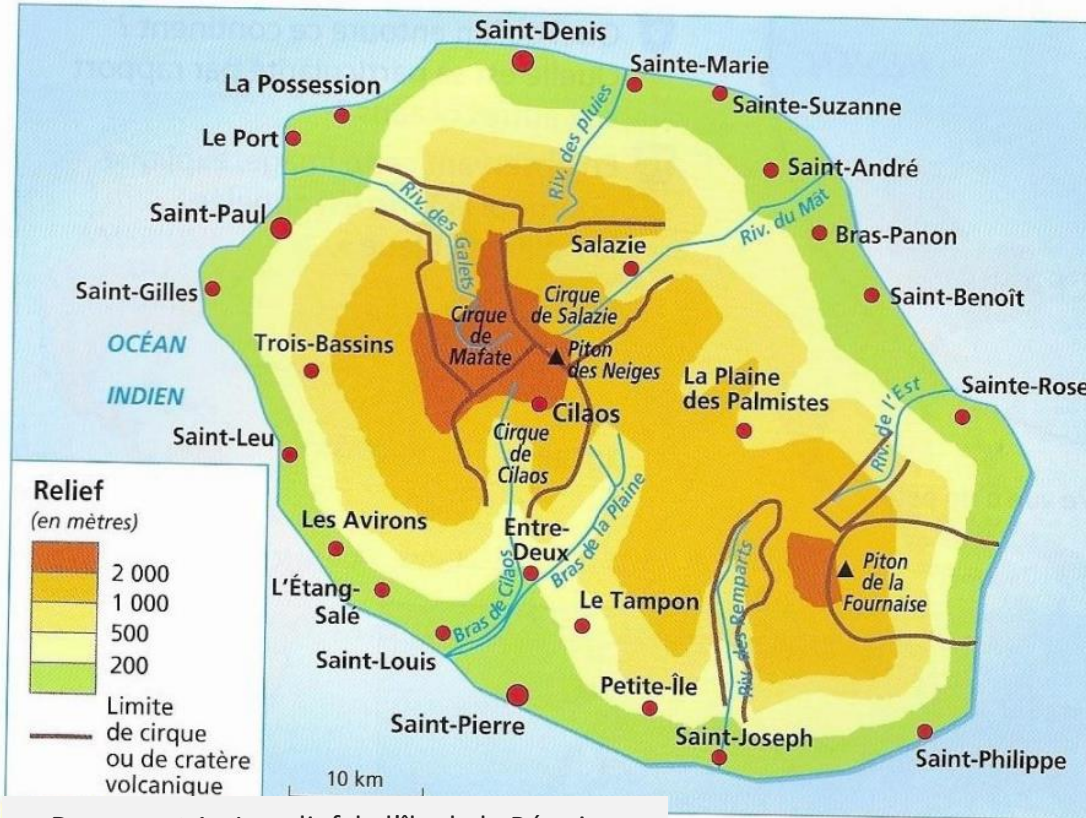 Saint-Denis
Sainte-Marie
La Possession
Sainte-Suzanne
Le Port
Riv. des pluies
Saint-André
Riv. des Galets
Saint-Paul
Riv. du Mât
Bras-Panon
Salazie
Saint-Gilles
Cirque
de Salazie
Saint-Benoît
OCÉAN
INDIEN
Trois-Bassins
Cirque
de
Mafate
Piton
des Neiges
La Plaine
des Palmistes
Sainte-Rose
Riv. de l'Est
Cilaos
Saint-Leu
Cirque
de
Cilaos
Les Avirons
Entre-
Deux
Bras de la Plaine
Bras de Cilaos
Riv. des Remparts
Piton
de la
Fournaise
L'Étang-
Salé
Le Tampon
Saint-Louis
Petite-Île
Saint-Pierre
Saint-Joseph
Saint-Philippe
Relief
(en mètres)
2 000
1 000
500
200
Limite
de cirque
ou de cratère
volcanique
10 km